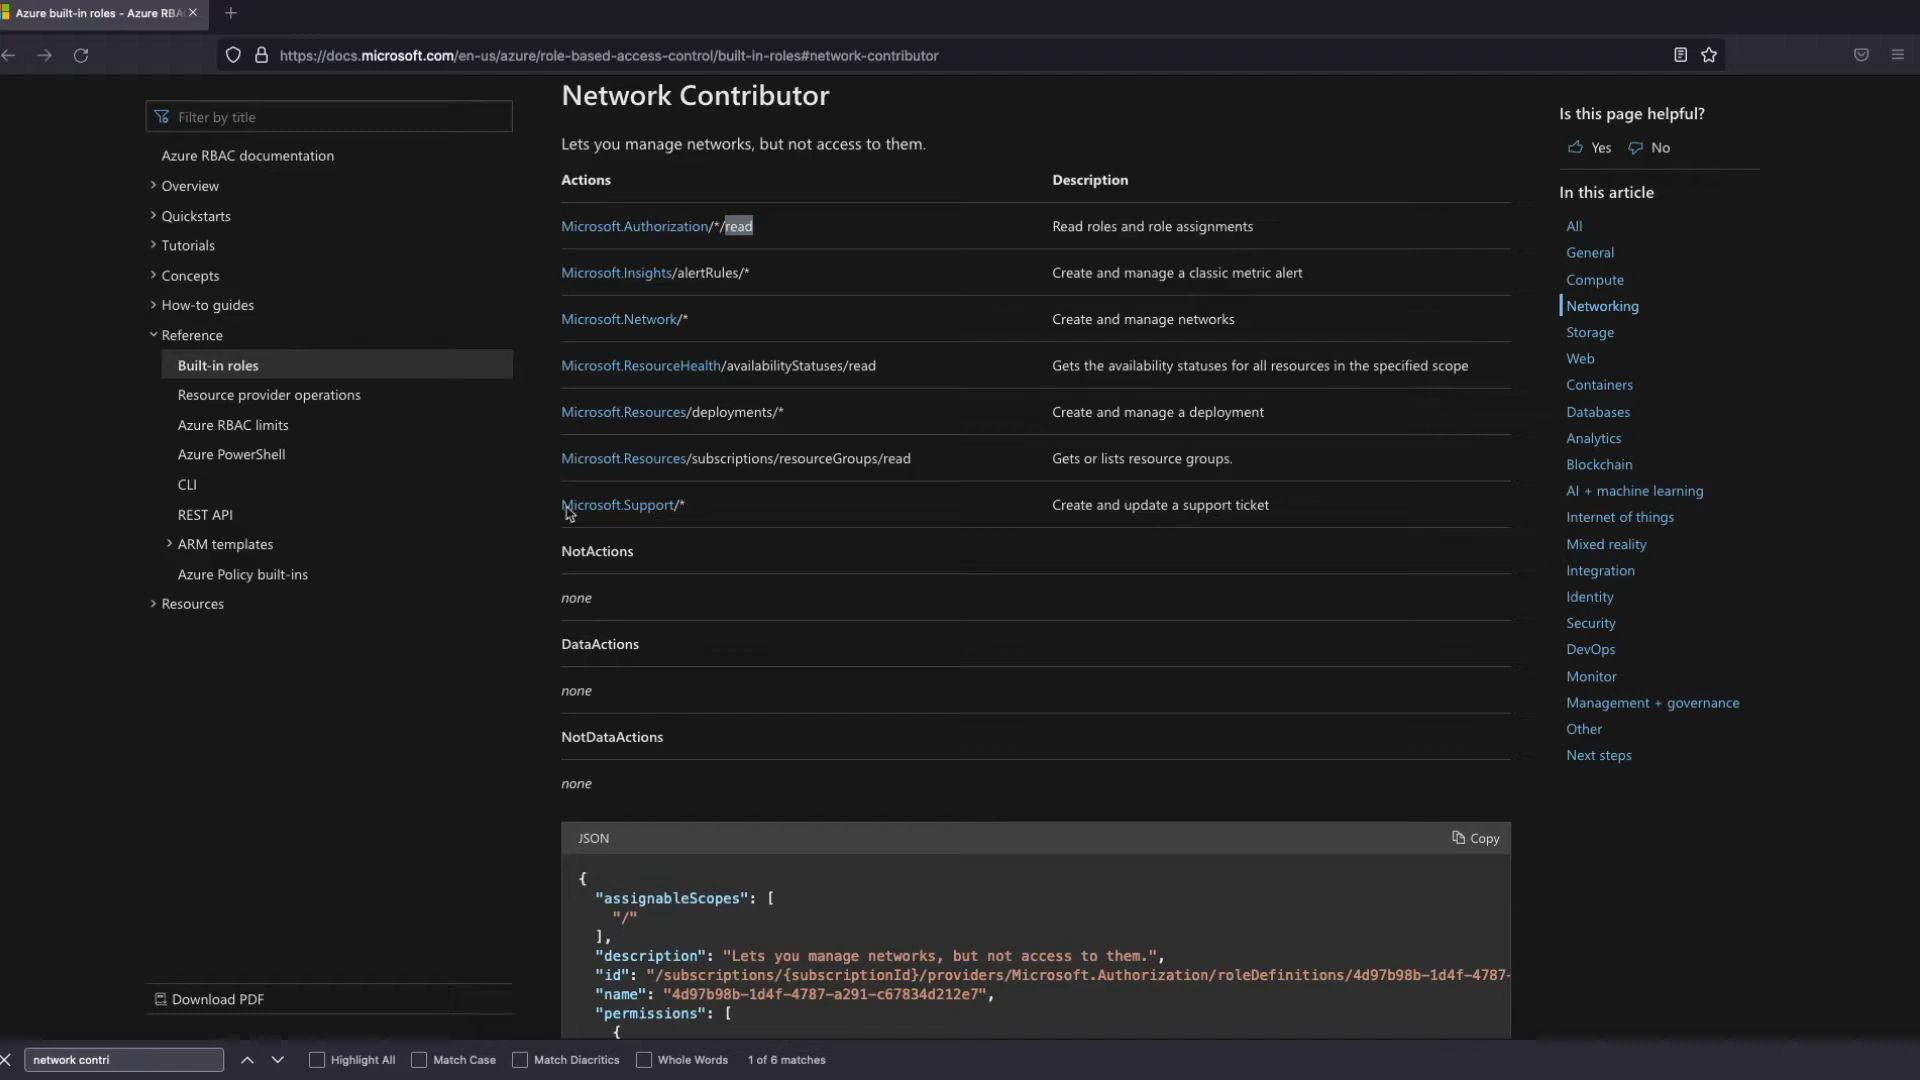 Azure built-in roles - Azure RBA
https://docs.microsoft.com/en-us/azure/role-based-access-control/built-in-roles#network-contributor
Filter by title
Azure RBAC documentation
Overview
Quickstarts
Tutorials
Concepts
How-to guides
Reference
Built-in roles
Resource provider operations
Azure RBAC limits
Azure PowerShell
CLI
REST API
ARM templates
Azure Policy built-ins
Resources
Download PDF
Network Contributor
Lets you manage networks, but not access to them.
Actions Description
Microsoft.Authorization/*/read Read roles and role assignments
Microsoft.Insights/alertRules/* Create and manage a classic metric alert
Microsoft.Network/* Create and manage networks
Microsoft.ResourceHealth/availabilityStatuses/read Gets the availability statuses for all resources in the specified scope
Microsoft.Resources/deployments/* Create and manage a deployment
Microsoft.Resources/subscriptions/resourceGroups/read Gets or lists resource groups.
Microsoft.Support/* Create and update a support ticket
NotActions
none
DataActions
none
NotDataActions
none
JSON Copy
{
"assignableScopes": [
"/"
],
"description": "Lets you manage networks, but not access to them.",
"id": "/subscriptions/{subscriptionId}/providers/Microsoft.Authorization/roleDefinitions/4d97b98b-1d4f-4787-
"name": "4d97b98b-1d4f-4787-a291-c67834d212e7",
"permissions": [
{
Is this page helpful?
Yes No
In this article
All
General
Compute
Networking
Storage
Web
Containers
Databases
Analytics
Blockchain
AI + machine learning
Internet of things
Mixed reality
Integration
Identity
Security
DevOps
Monitor
Management + governance
Other
Next steps
network contri Highlight All Match Case Match Diacritics Whole Words 1 of 6 matches